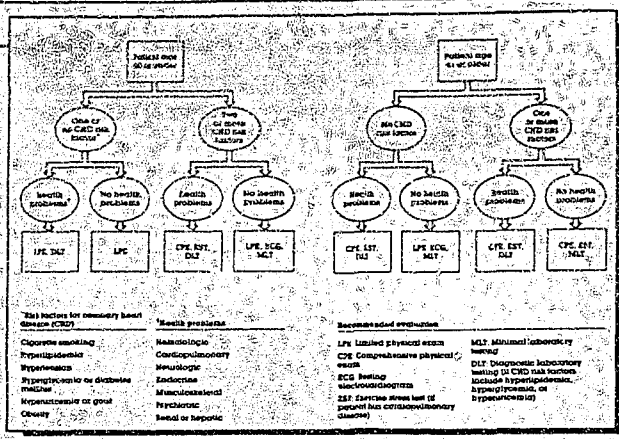 Patient age
40 or under
Patient age
41 or older
One or
no CHD risk
factor*
Two
or more
CHD risk
factors
No CHD
risk factors
One
or more
CHD risk
factors
Health
problems
No health
problems
Health
problems
No health
problems
Health
problems
No health
problems
Health
problems
No health
problems
LPE, DLT
LPE
CPE, EST,
DLT
LPE, ECG,
MLT
CPE, EST,
DLT
LPE, ECG,
MLT
CPE, EST,
DLT
CPE, EST,
MLT
*Risk factors for coronary heart
disease (CHD)
Cigarette smoking
Hyperlipidemia
Hypertension
Hyperglycemia or diabetes
mellitus
Hyperuricemia or gout
Obesity
Health problems
Hematologic
Cardiopulmonary
Neurologic
Endocrine
Musculoskeletal
Psychiatric
Renal or hepatic
Recommended evaluation
LPE Limited physical exam
CPE Comprehensive physical
exam
ECG Resting
electrocardiogram
EST Exercise stress test (if
patient has cardiopulmonary
disease)
MLT Minimal laboratory
testing
DLT Diagnostic laboratory
testing (if CHD risk factors
include hyperlipidemia,
hyperglycemia, or
hyperuricemia)